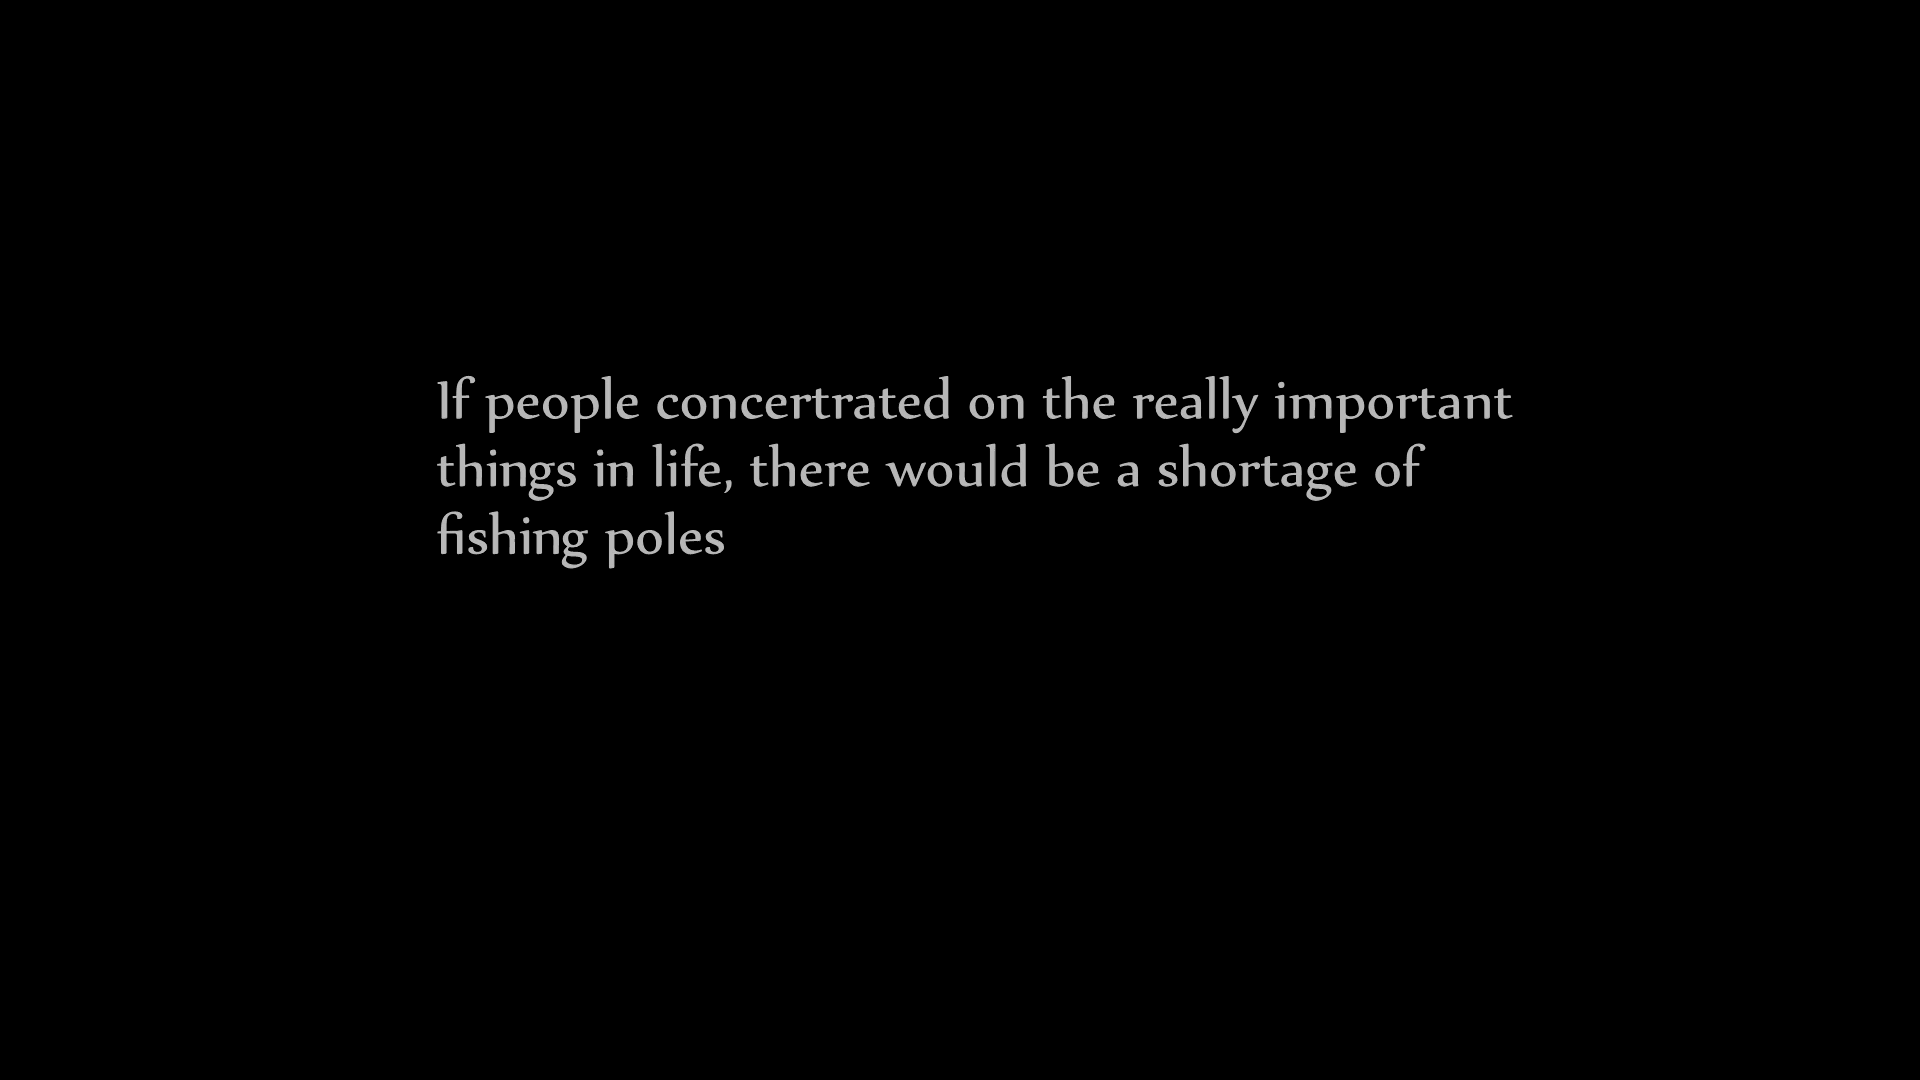 If people concertrated on the really important
things in life, there would be a shortage of
fishing poles